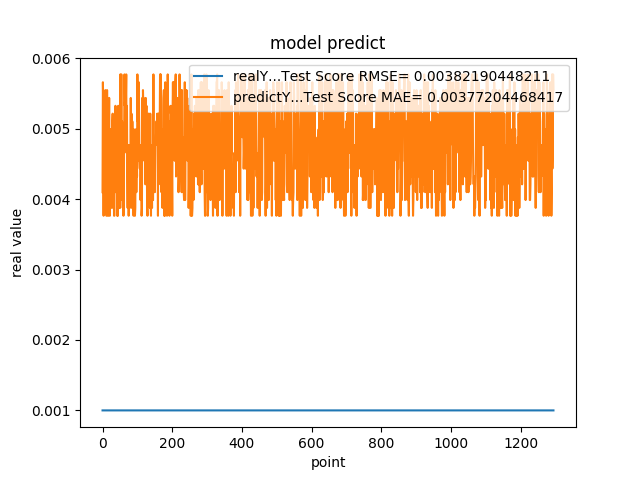 model predict
realY...Test Score RMSE= 0.00382190448211
predictY...Test Score MAE= 0.00377204468417
0.006
0.005
0.004
0.003
0.002
0.001
real value
0 200 400 600 800 1000 1200
point